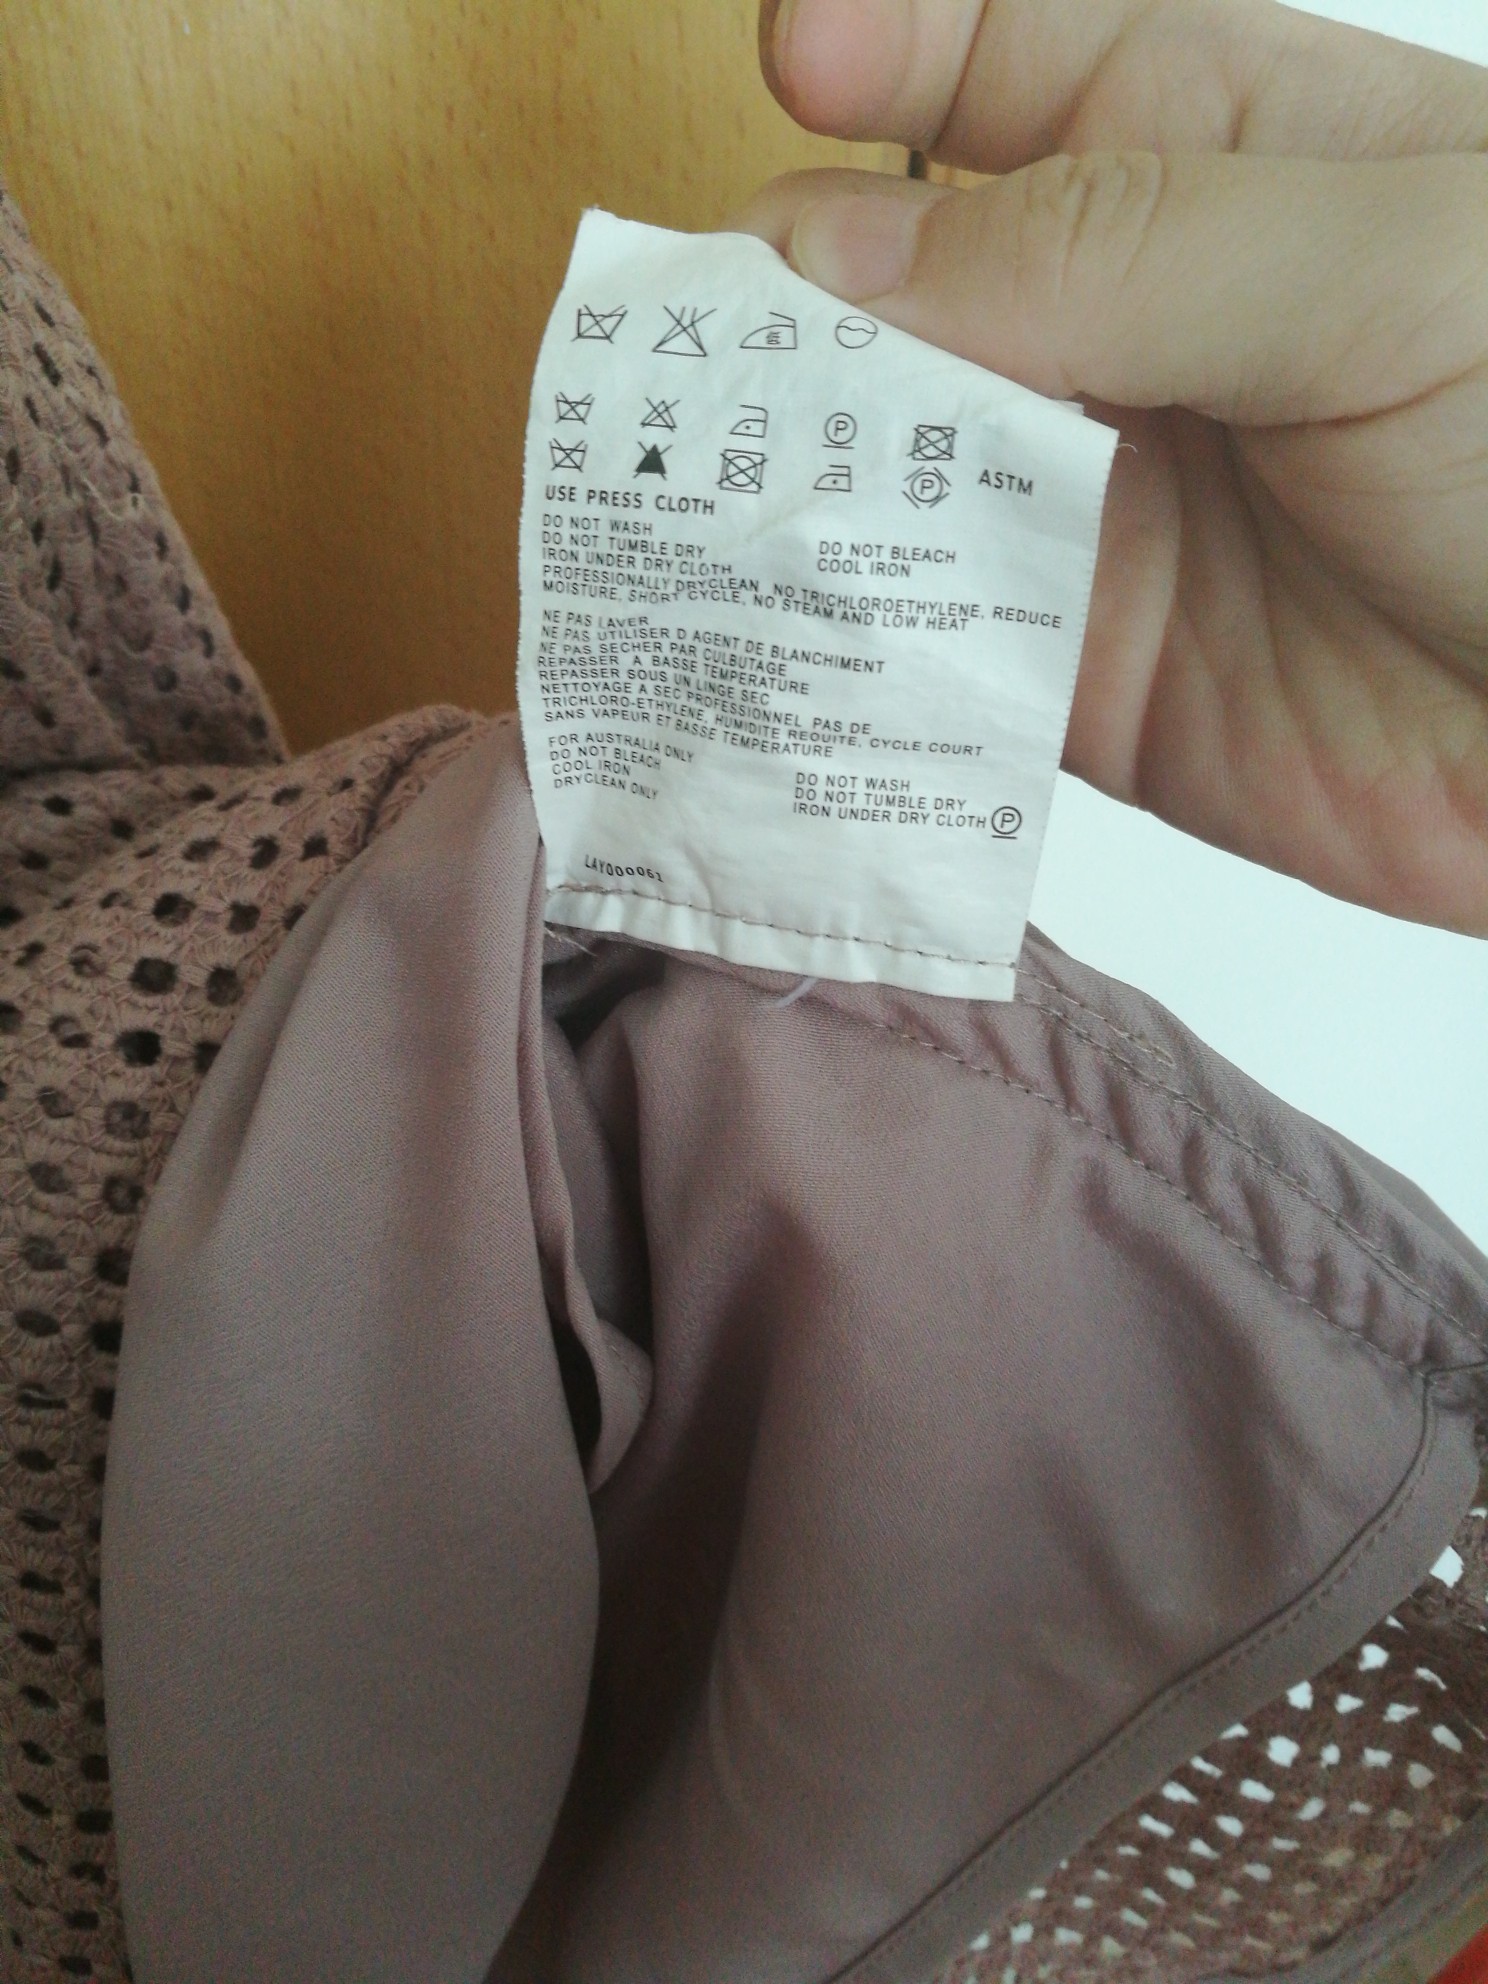 P
P
ASTM
USE PRESS CLOTH
DO NOT WASH
DO NOT TUMBLE DRY DO NOT BLEACH
IRON UNDER DRY CLOTH COOL IRON
PROFESSIONALLY DRYCLEAN, NO TRICHLOROETHYLENE, REDUCE
MOISTURE, SHORT CYCLE, NO STEAM AND LOW HEAT
NE PAS LAVER
NE PAS UTILISER D AGENT DE BLANCHIMENT
NE PAS SECHER PAR CULBUTAGE
REPASSER A BASSE TEMPERATURE
REPASSER SOUS UN LINGE SEC
NETTOYAGE A SEC PROFESSIONNEL PAS DE
TRICHLORO-ETHYLENE, HUMIDITE REOUITE, CYCLE COURT
SANS VAPEUR ET BASSE TEMPERATURE
FOR AUSTRALIA ONLY
DO NOT BLEACH DO NOT WASH
COOL IRON DO NOT TUMBLE DRY
DRYCLEAN ONLY IRON UNDER DRY CLOTH P
LAY000061